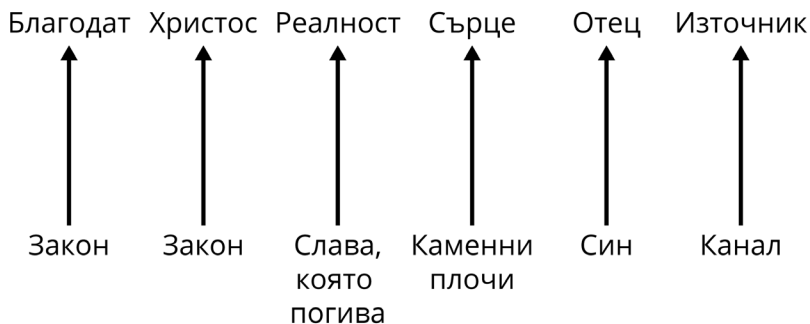 Благодат Христос Реалност Сърце Отец Източник
Закон Закон Слава, Каменни Син Канал
която плочи
погива